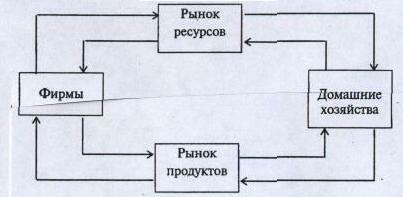 Рынок
ресурсов
Фирмы
Домашние
хозяйства
Рынок
продуктов